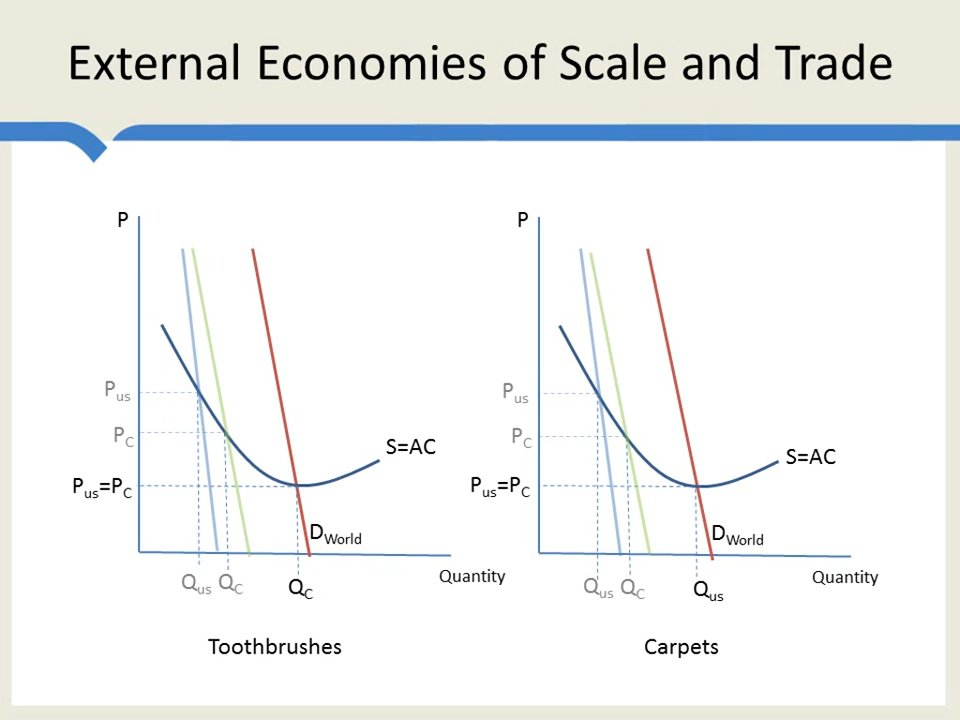 External Economies of Scale and Trade
P
P
Pus
PC
Pus=PC
S=AC
DWorld
Qus QC
QC
Quantity
Toothbrushes
Pus
PC
Pus=PC
S=AC
DWorld
Qus QC
Qus
Quantity
Carpets